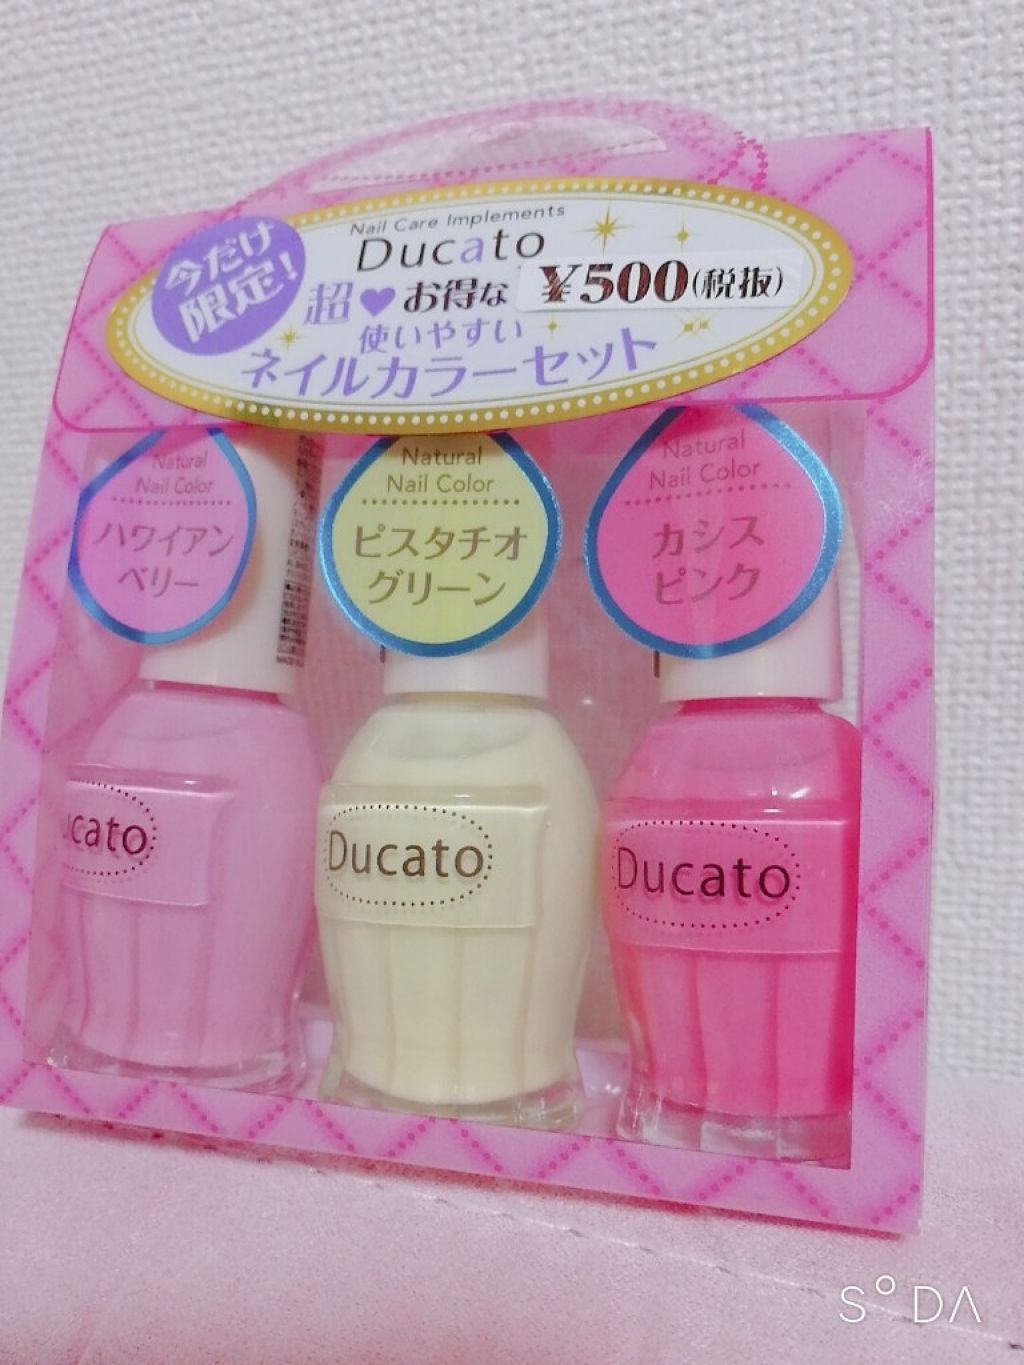 Nail Care Implements
Ducato
今だけ
限定!
超♥お得な ¥500(税抜)
使いやすい
ネイルカラーセット
Natural
Nail Color
ハワイアン
ベリー
Natural
Nail Color
ピスタチオ
グリーン
Natural
Nail Color
カシス
ピンク
ucato
Ducato
Ducato
SODA